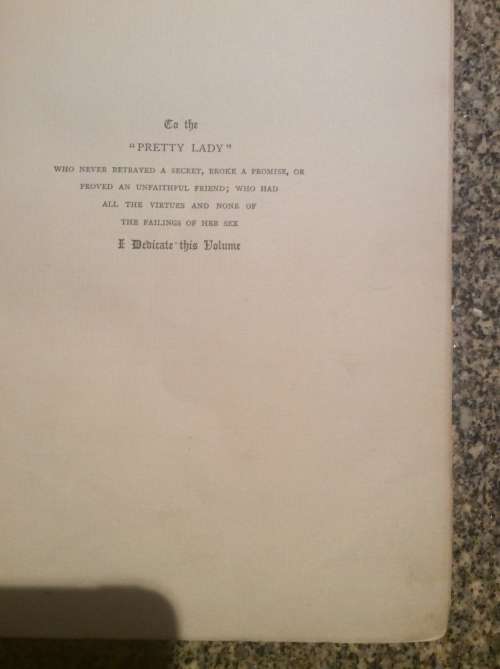 To the
"PRETTY LADY"
WHO NEVER BETRAYED A SECRET, BROKE A PROMISE, OR
PROVED AN UNFAITHFUL FRIEND; WHO HAD
ALL THE VIRTUES AND NONE OF
THE FAILINGS OF HER SEX
I Dedicate this Volume